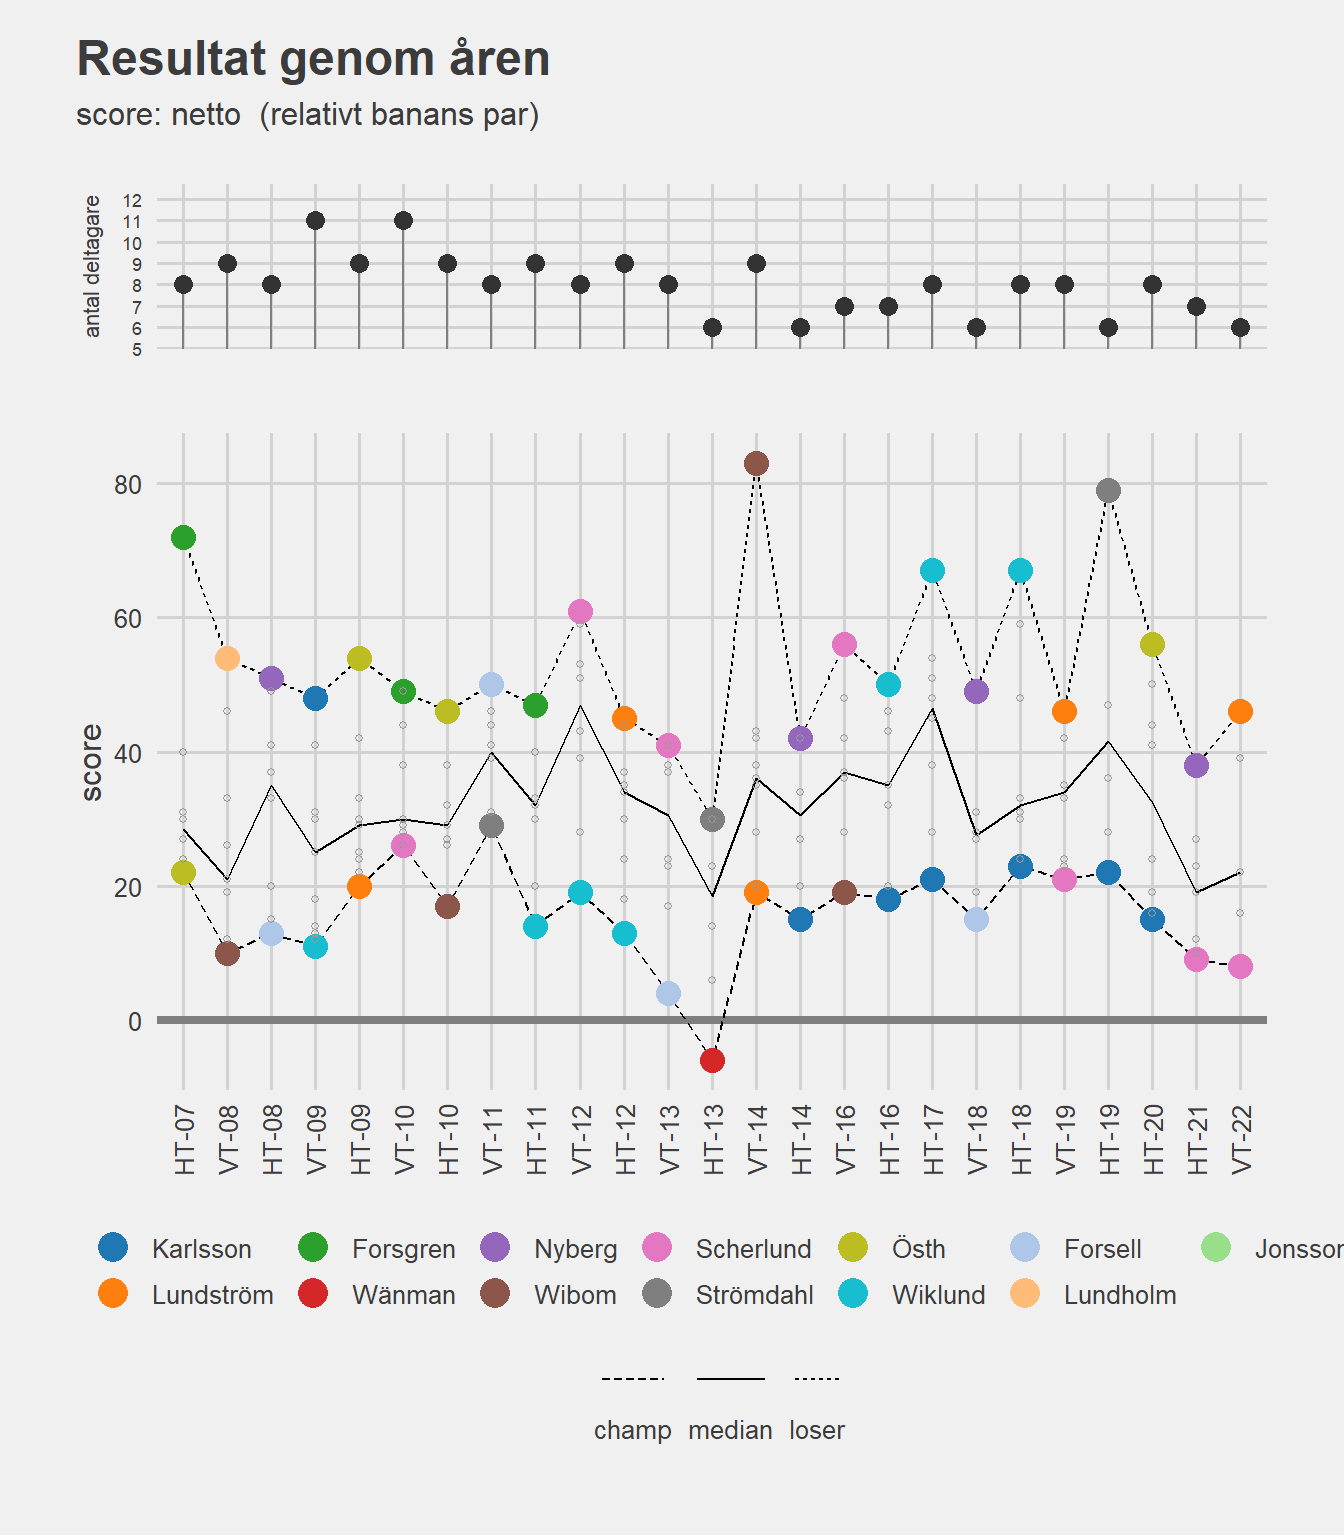 Resultat genom åren
score: netto  (relativt banans par)
antal deltagare
12
11
10
9
8
7
6
5
score
80
60
40
20
0
HT-07 VT-08 HT-08 VT-09 HT-09 VT-10 HT-10 VT-11 HT-11 VT-12 HT-12 VT-13 HT-13 VT-14 HT-14 VT-16 HT-16 HT-17 VT-18 HT-18 VT-19 HT-19 HT-20 HT-21 VT-22
Karlsson Forsgren Nyberg Scherlund Östh Forsell Jonsson
Lundström Wänman Wibom Strömdahl Wiklund Lundholm
champ median loser